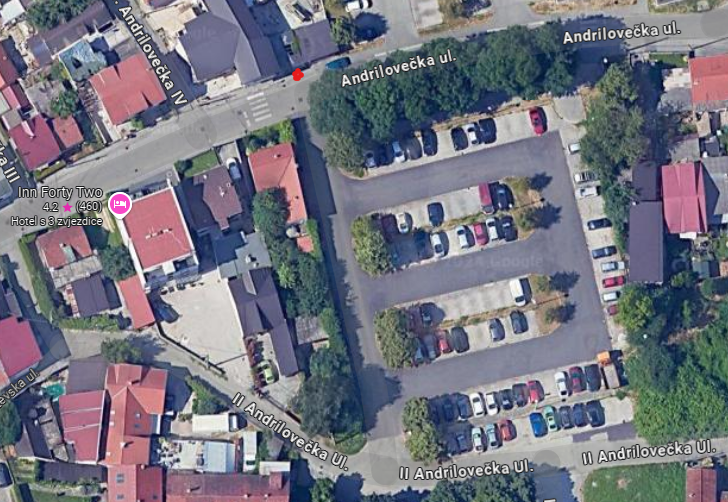 Andrilovečka IV
Andrilovečka ul.
Andrilovečka ul.
Inn Forty Two
4.2 ★ (460)
Hotel s 3 zvjezdice
II Andrilovečka Ul.
II Andrilovečka Ul.
II Andrilovečka Ul.